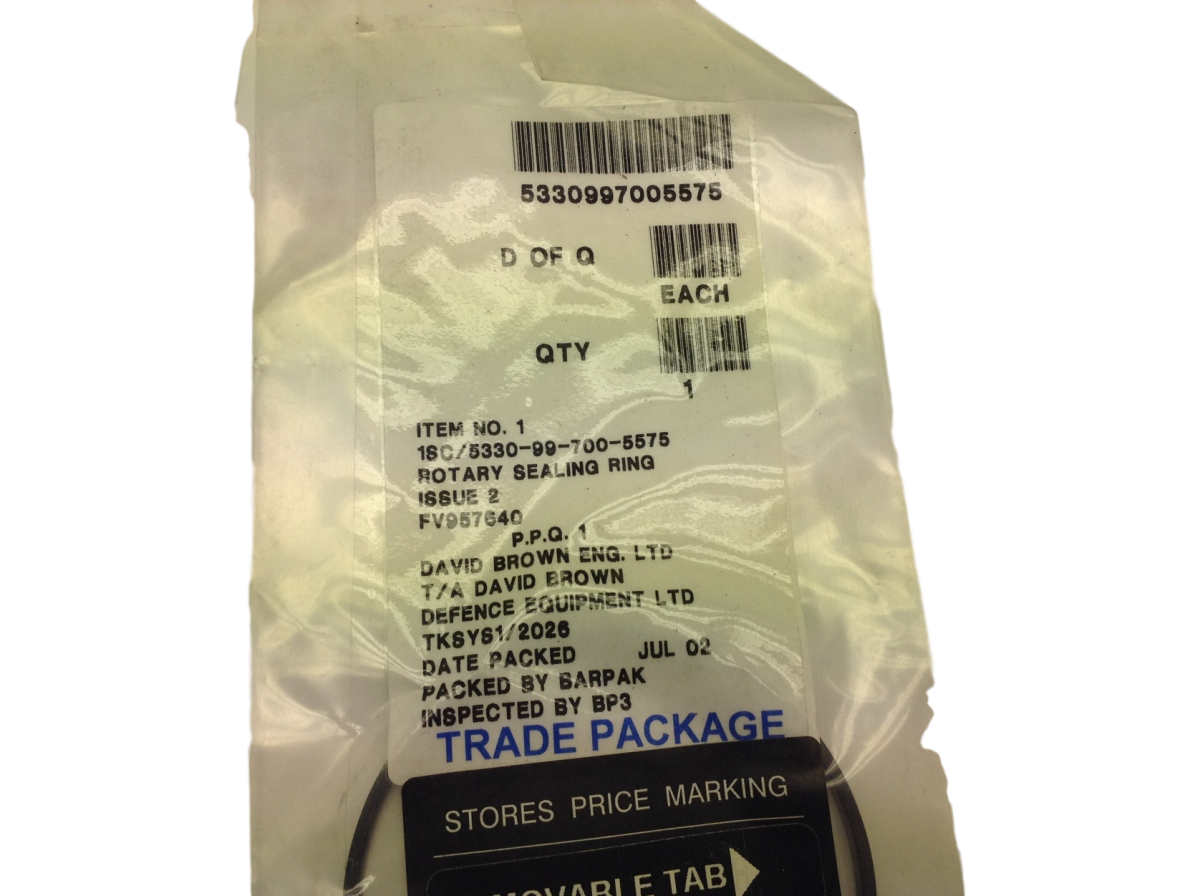 5330997005575
D OF Q
EACH
QTY
1
ITEM NO. 1
1SC/5330-99-700-5575
ROTARY SEALING RING
ISSUE 2
FV957640
P.P.Q. 1
DAVID BROWN ENG. LTD
T/A DAVID BROWN
DEFENCE EQUIPMENT LTD
TKSYS1/2026
DATE PACKED JUL 02
PACKED BY BARPAK
INSPECTED BY BP3
TRADE PACKAGE
STORES PRICE MARKING
TAB